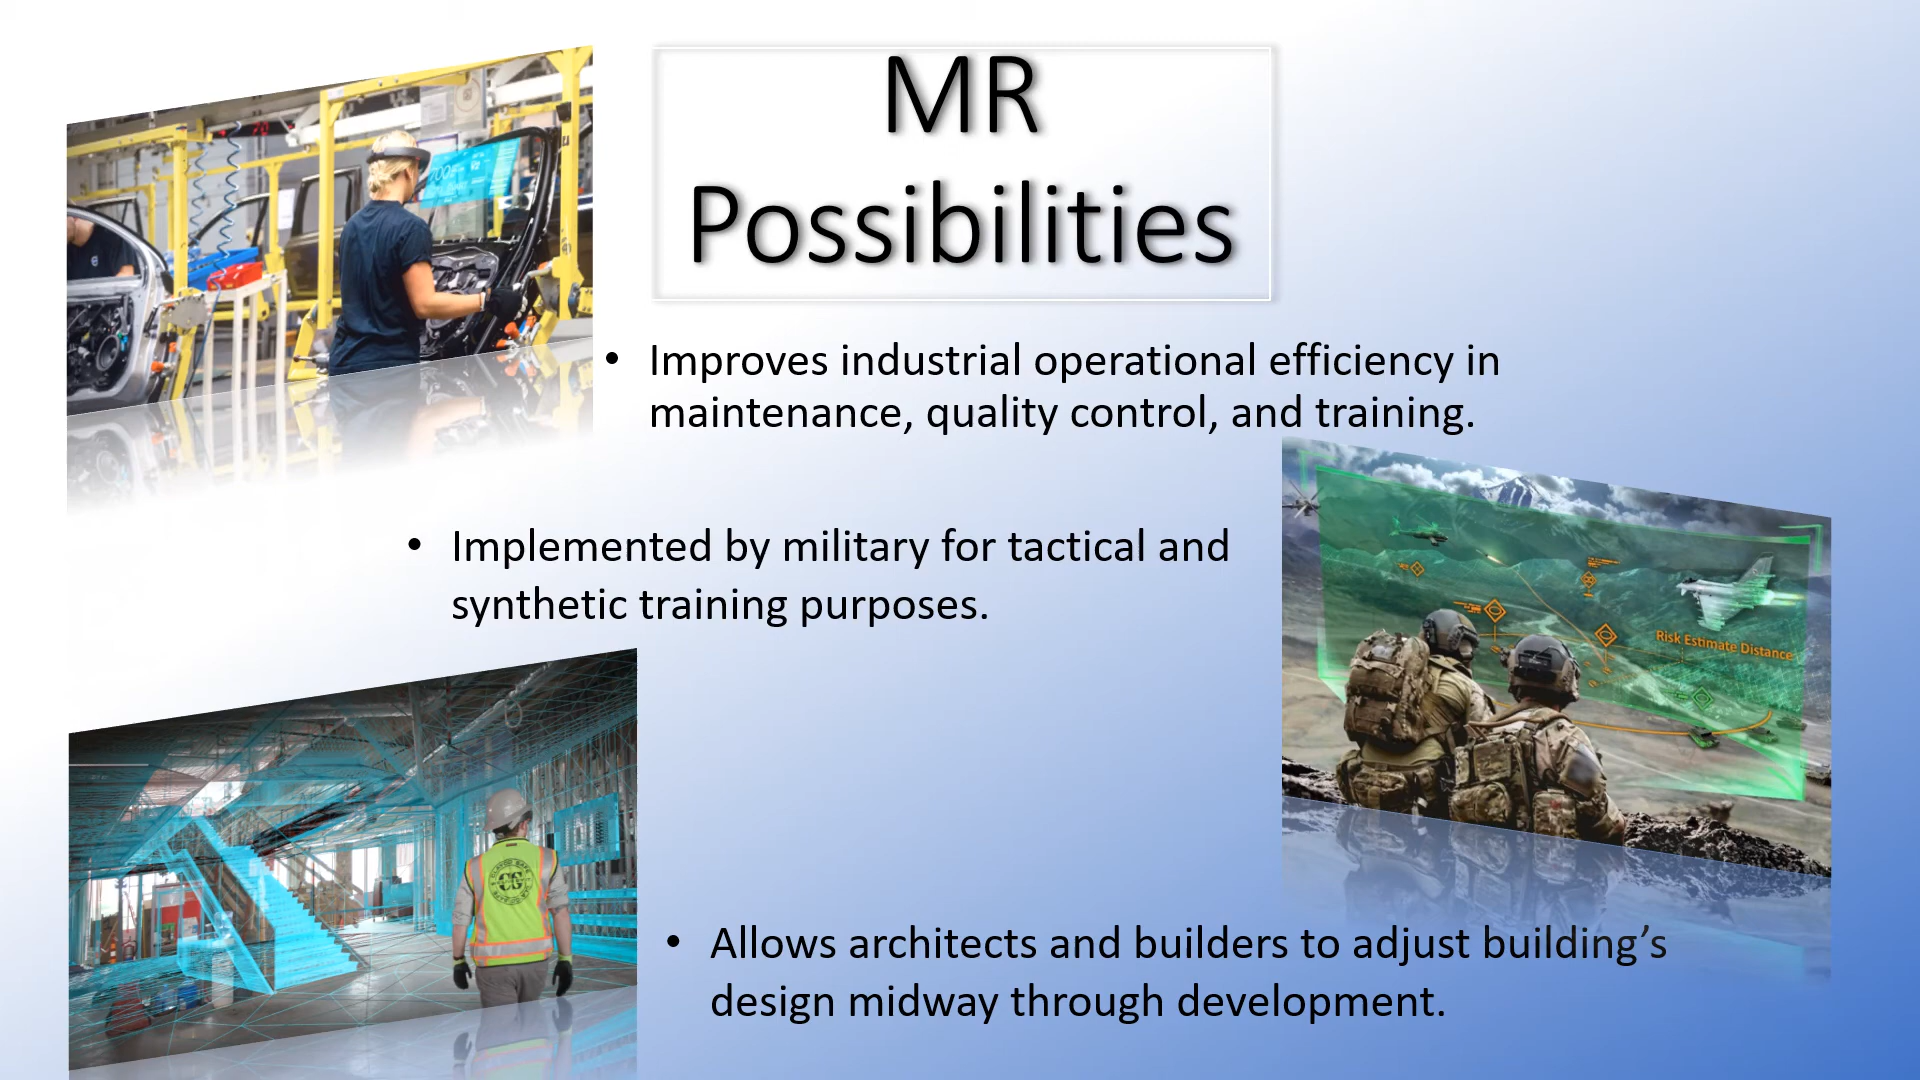 MR
Possibilities
• Improves industrial operational efficiency in
maintenance, quality control, and training.
• Implemented by military for tactical and
synthetic training purposes.
Risk Estimate Distance
CG
• Allows architects and builders to adjust building’s
design midway through development.